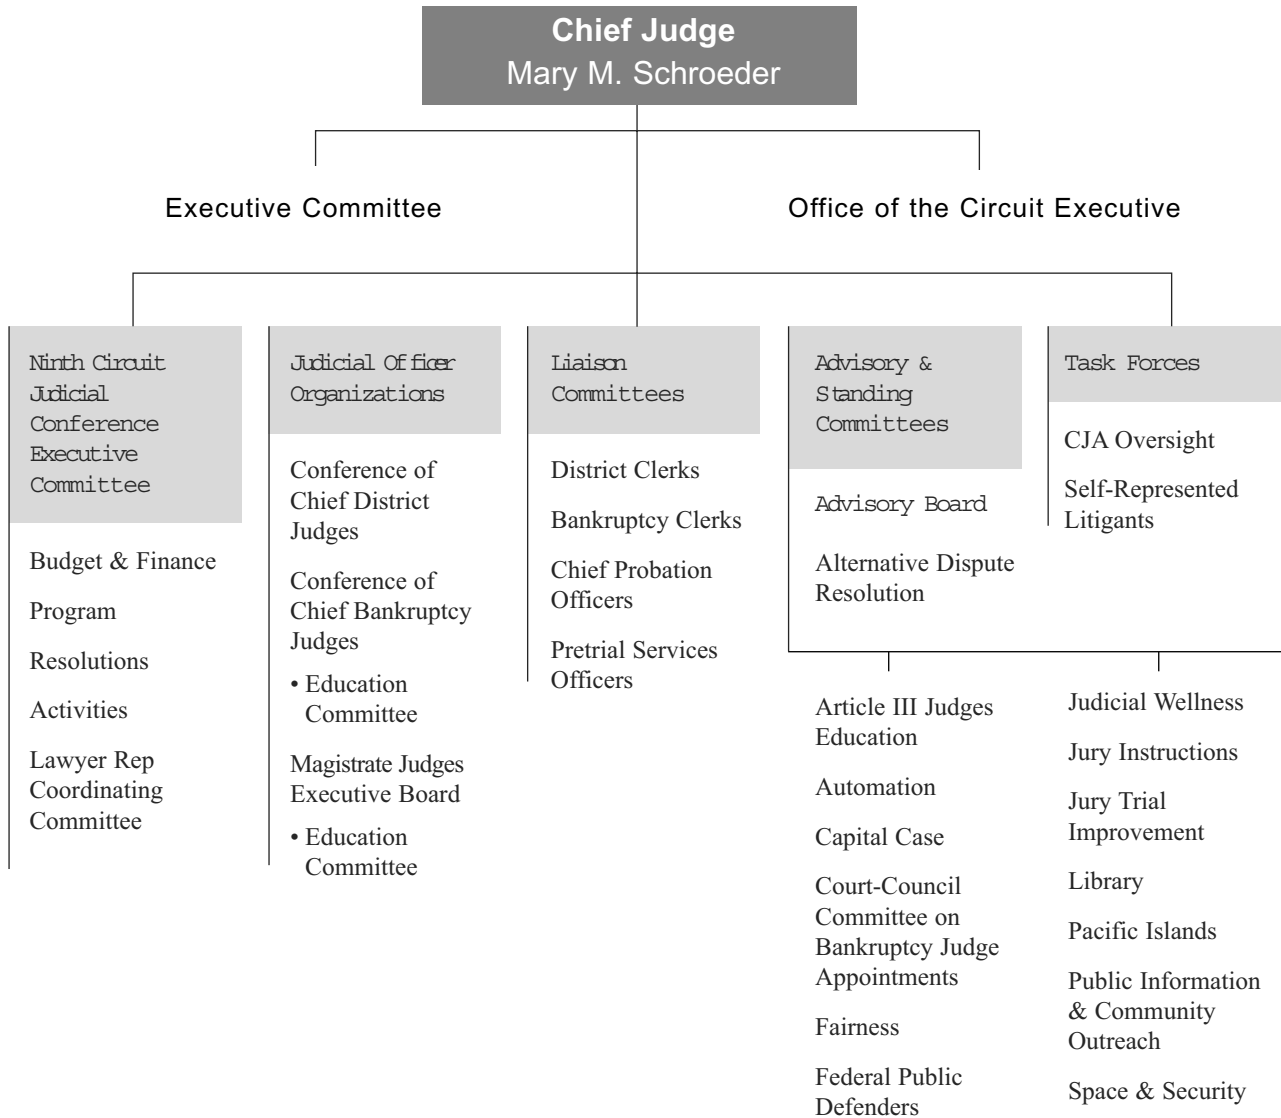 Chief Judge
Mary M. Schroeder
Executive Committee
Office of the Circuit Executive
Ninth Circuit
Judicial
Conference
Executive
Committee
Budget & Finance
Program
Resolutions
Activities
Lawyer Rep
Coordinating
Committee
Judicial Officer
Organizations
Conference of
Chief District
Judges
Conference of
Chief Bankruptcy
Judges
• Education
Committee
Magistrate Judges
Executive Board
• Education
Committee
Liaison
Committees
District Clerks
Bankruptcy Clerks
Chief Probation
Officers
Pretrial Services
Officers
Advisory &
Standing
Committees
Advisory Board
Alternative Dispute
Resolution
Article III Judges
Education
Automation
Capital Case
Court-Council
Committee on
Bankruptcy Judge
Appointments
Fairness
Federal Public
Defenders
Task Forces
CJA Oversight
Self-Represented
Litigants
Judicial Wellness
Jury Instructions
Jury Trial
Improvement
Library
Pacific Islands
Public Information
& Community
Outreach
Space & Security